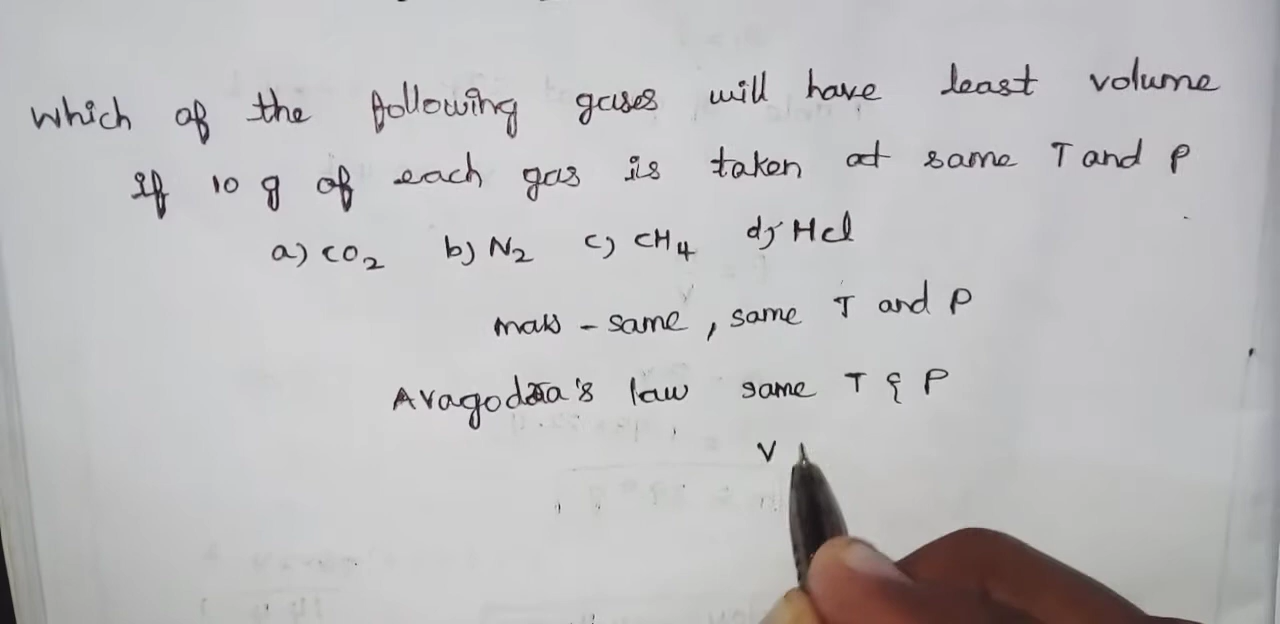 which of the following gases will have least volume
if 10 g of each gas is taken at same T and P
a) CO2 b) N2 c) CH4 d) Hcl
mass - same, same T and P
Avagodra's law same T & P
V